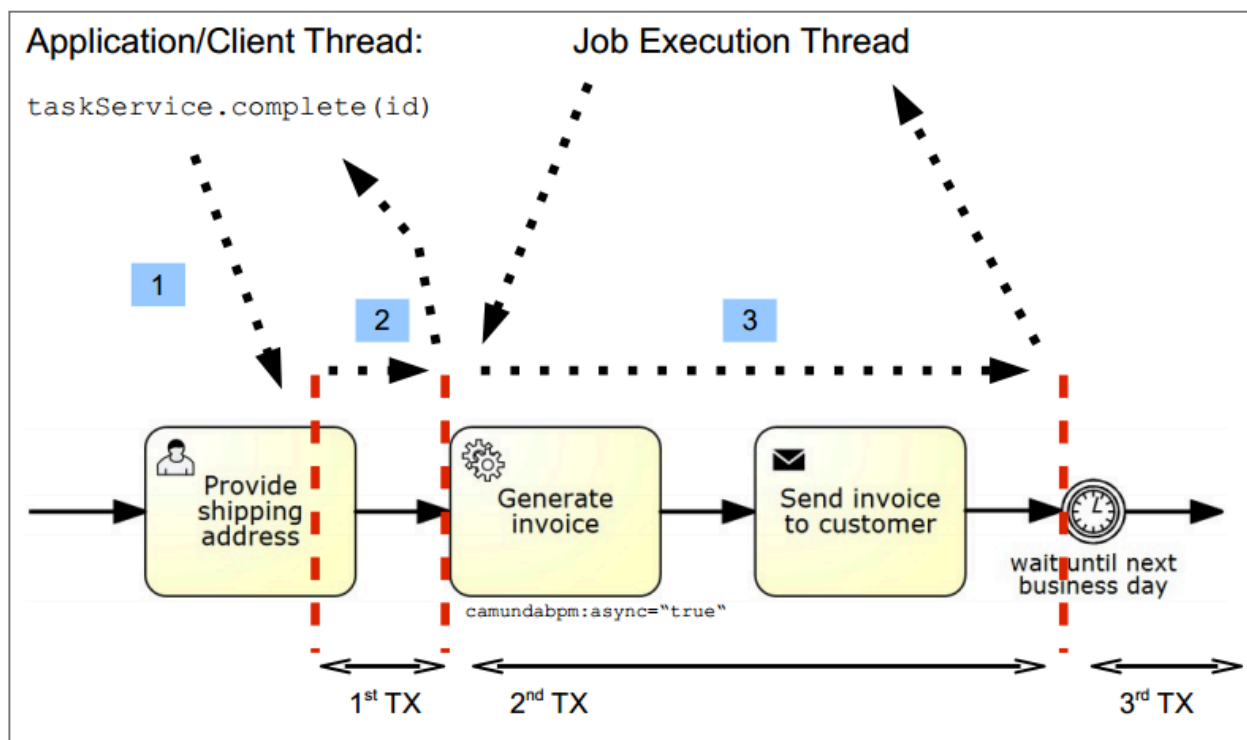 Application/Client Thread:
Job Execution Thread
taskService.complete(id)
1
2
3
Provide
shipping
address
Generate
invoice
Send invoice
to customer
wait until next
business day
camundabpm:async="true"
1st TX
2nd TX
3rd TX